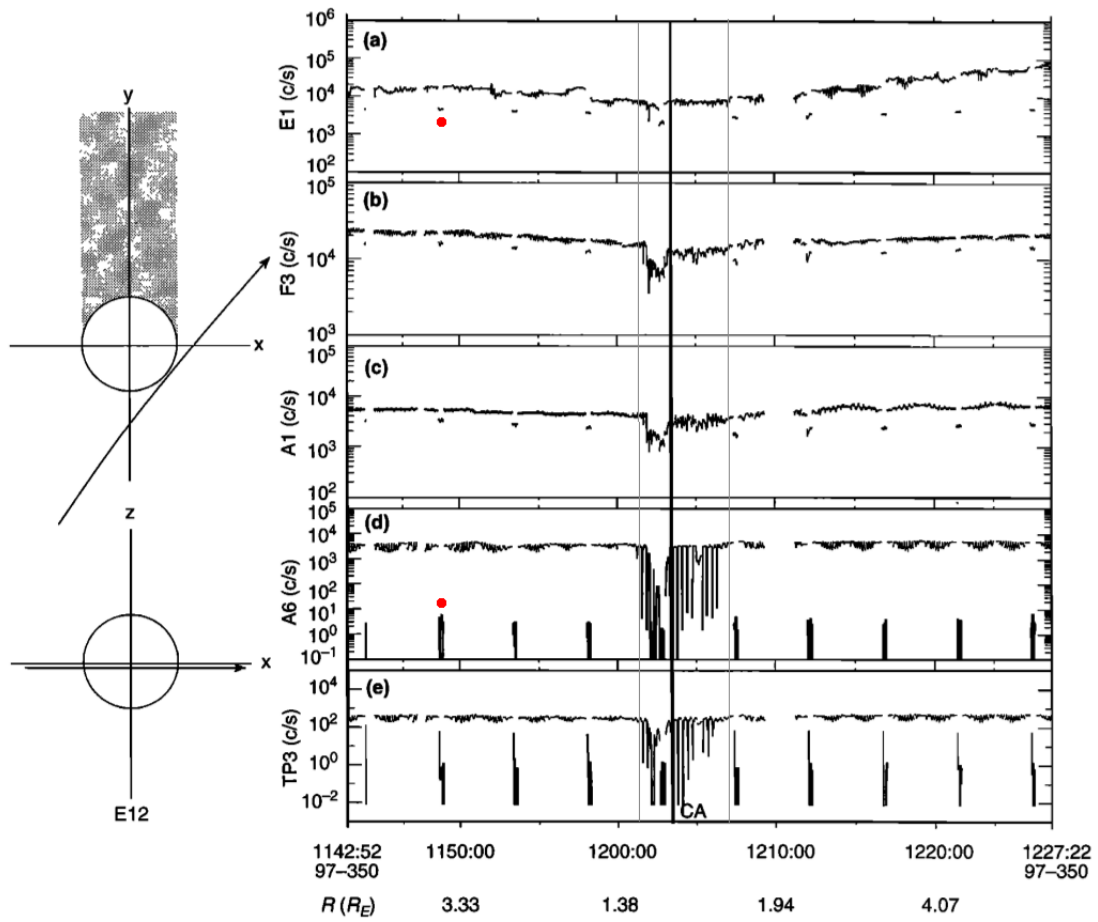 y
x
z
x
E12
(a)
E1 (c/s)
10^6
10^5
10^4
10^3
10^2
(b)
F3 (c/s)
10^5
10^4
10^3
(c)
A1 (c/s)
10^5
10^4
10^3
10^2
(d)
A6 (c/s)
10^5
10^4
10^3
10^2
10^1
10^0
10^-1
(e)
TP3 (c/s)
10^4
10^2
10^0
10^-2
CA
1142:52 1150:00 1200:00 1210:00 1220:00 1227:22
97–350 97–350
R (R_E) 3.33 1.38 1.94 4.07